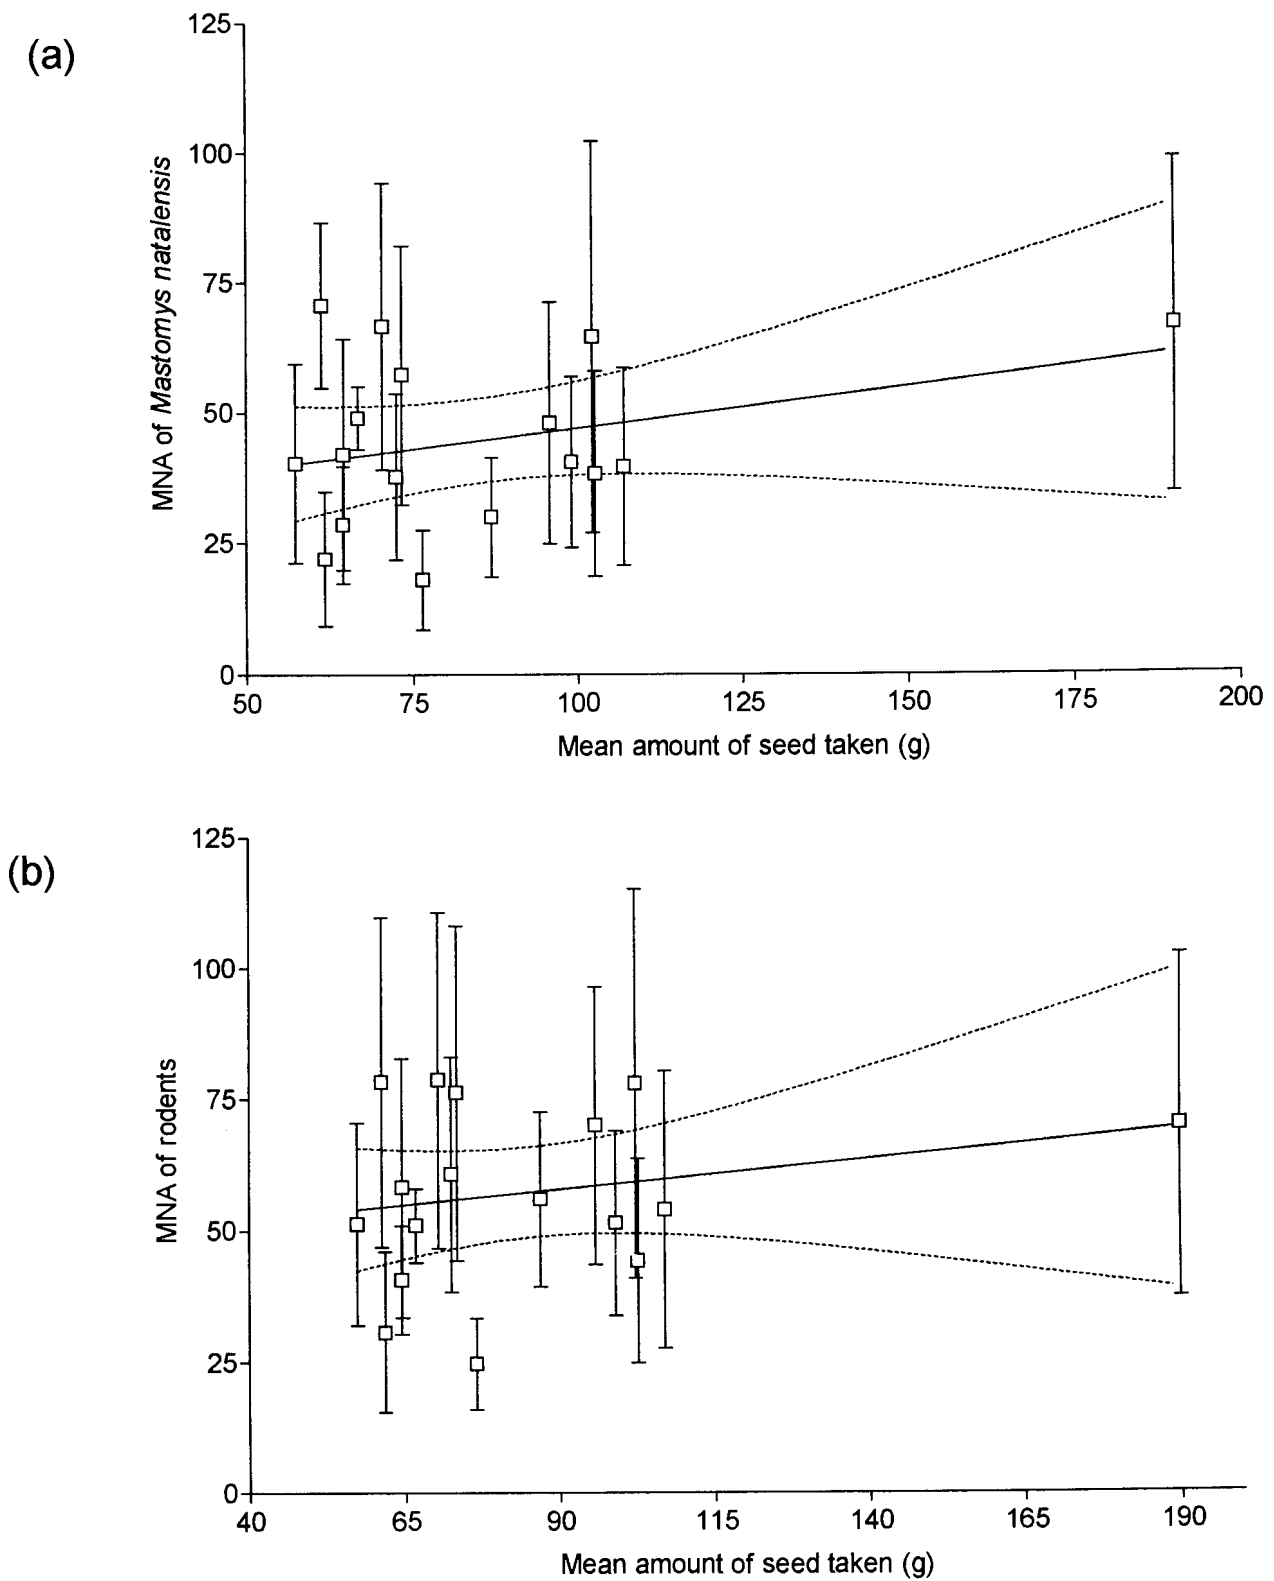 (a)
MNA of Mastomys natalensis
125
100
75
50
25
0
50 75 100 125 150 175 200
Mean amount of seed taken (g)
(b)
MNA of rodents
125
100
75
50
25
0
40 65 90 115 140 165 190
Mean amount of seed taken (g)